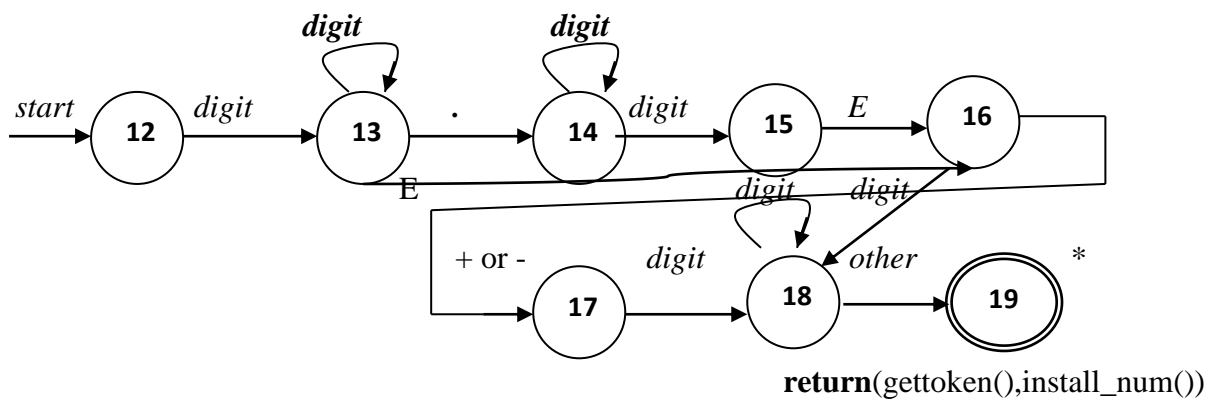 digit digit
start digit . digit E
12 13 14 15 16
E digit digit
+ or - digit other *
17 18 19
return(gettoken(),install_num())